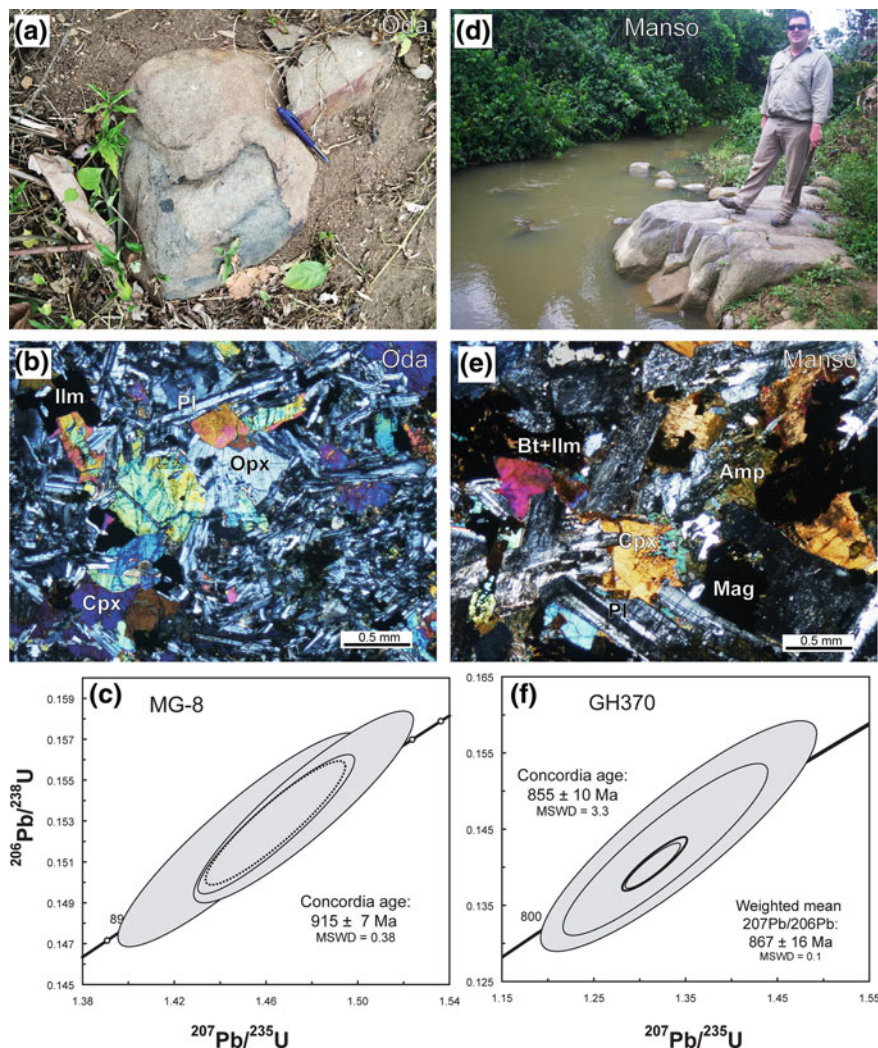 (a)
Oda
(d)
Manso
(b)
Oda
Ilm
Pl
Opx
Cpx
0.5 mm
(e)
Manso
Bt+Ilm
Amp
Cpx
Mag
Pl
0.5 mm
(c)
MG-8
0.159
0.157
0.155
0.153
0.151
0.149
0.147
0.145
206Pb/238U
89
Concordia age:
915 ± 7 Ma
MSWD = 0.38
1.38
1.42
1.46
1.50
1.54
207Pb/235U
(f)
GH370
0.165
0.155
0.145
0.135
0.125
Concordia age:
855 ± 10 Ma
MSWD = 3.3
800
Weighted mean
207Pb/206Pb:
867 ± 16 Ma
MSWD = 0.1
1.15
1.25
1.35
1.45
1.55
207Pb/235U